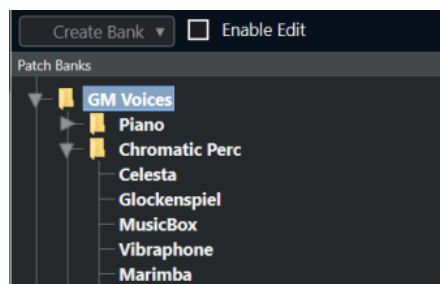 Create Bank Enable Edit
Patch Banks
GM Voices
Piano
Chromatic Perc
Celesta
Glockenspiel
MusicBox
Vibraphone
Marimba